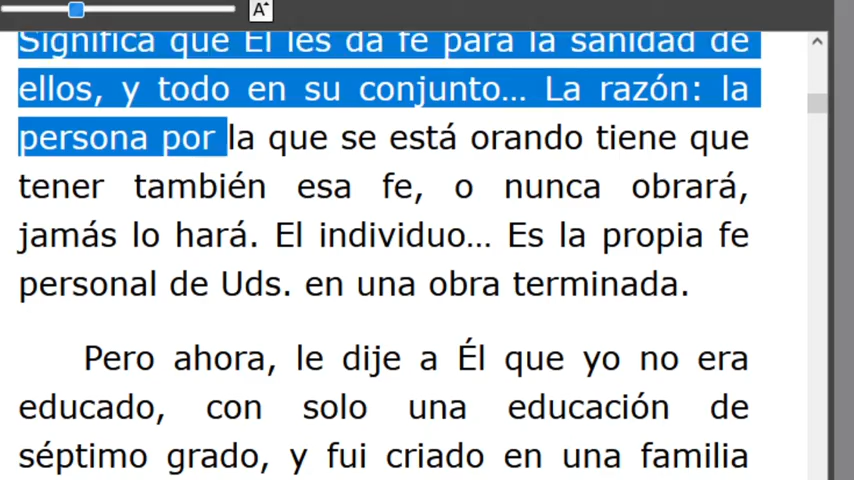 A
Significa que Él les da fe para la sanidad de
ellos, y todo en su conjunto... La razón: la
persona por la que se está orando tiene que
tener también esa fe, o nunca obrará,
jamás lo hará. El individuo... Es la propia fe
personal de Uds. en una obra terminada.
Pero ahora, le dije a Él que yo no era
educado, con solo una educación de
séptimo grado, y fui criado en una familia